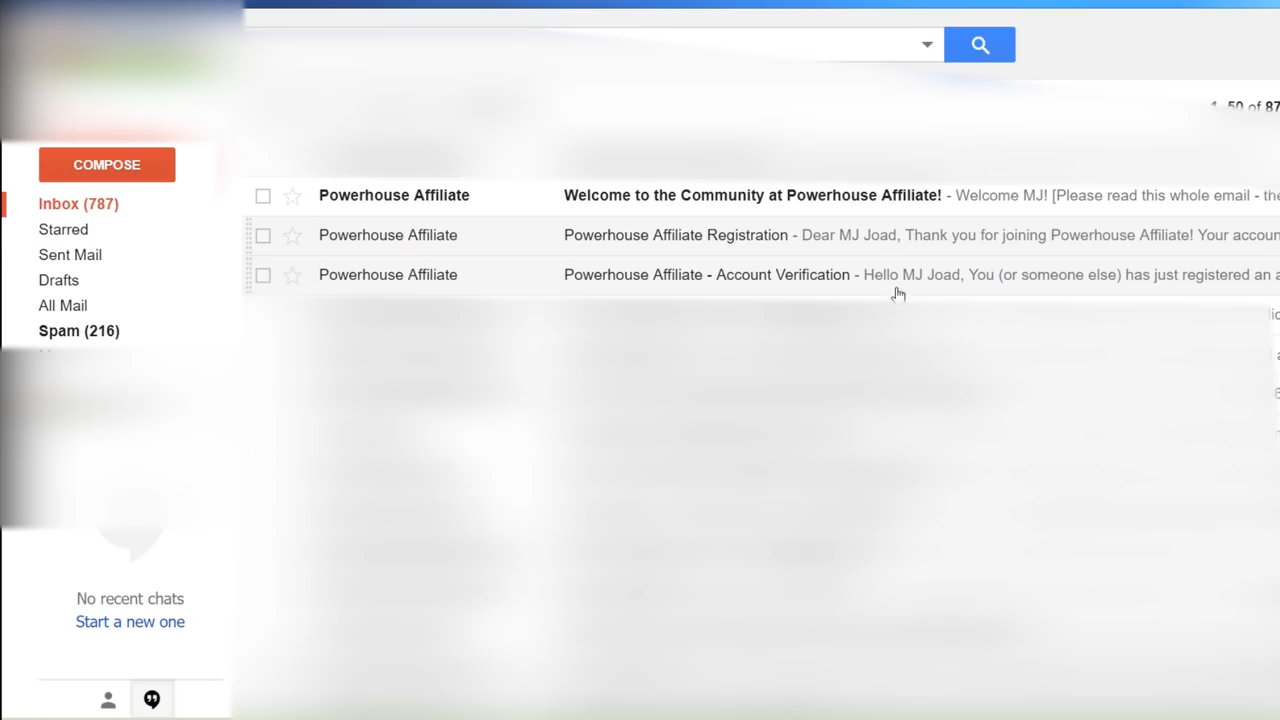 1-50 of 87
COMPOSE
Inbox (787)
Starred
Sent Mail
Drafts
All Mail
Spam (216)
Powerhouse Affiliate Welcome to the Community at Powerhouse Affiliate! - Welcome MJ! [Please read this whole email - the
Powerhouse Affiliate Powerhouse Affiliate Registration - Dear MJ Joad, Thank you for joining Powerhouse Affiliate! Your accoun
Powerhouse Affiliate Powerhouse Affiliate - Account Verification - Hello MJ Joad, You (or someone else) has just registered an a
No recent chats
Start a new one